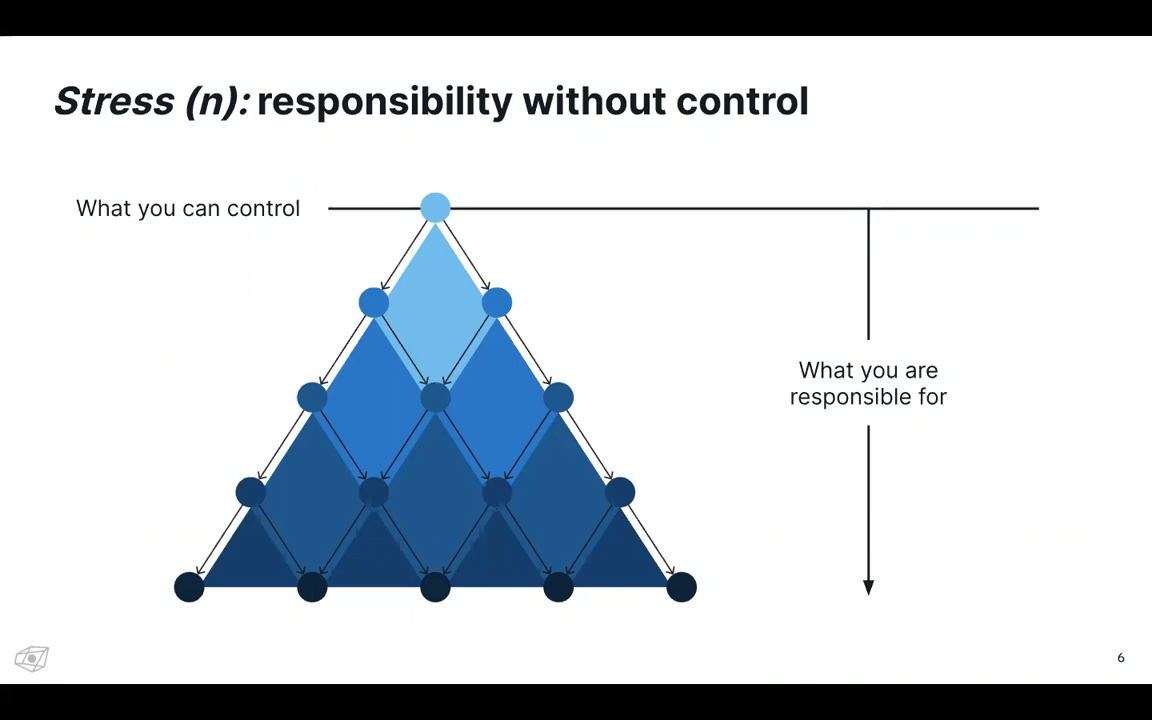 Stress (n): responsibility without control
What you can control
What you are
responsible for
6